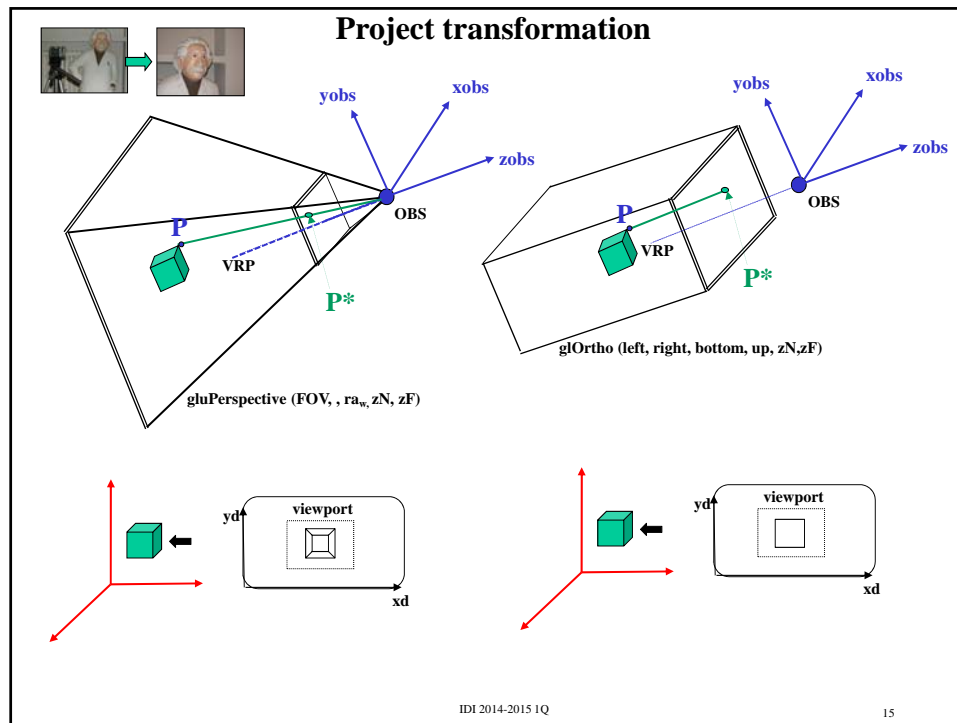 Project transformation
yobs
xobs
zobs
OBS
P
VRP
P*
gluPerspective (FOV, , raw, zN, zF)
yobs
xobs
zobs
OBS
P
VRP
P*
glOrtho (left, right, bottom, up, zN,zF)
viewport
yd
xd
viewport
yd
xd
IDI 2014-2015 1Q
15